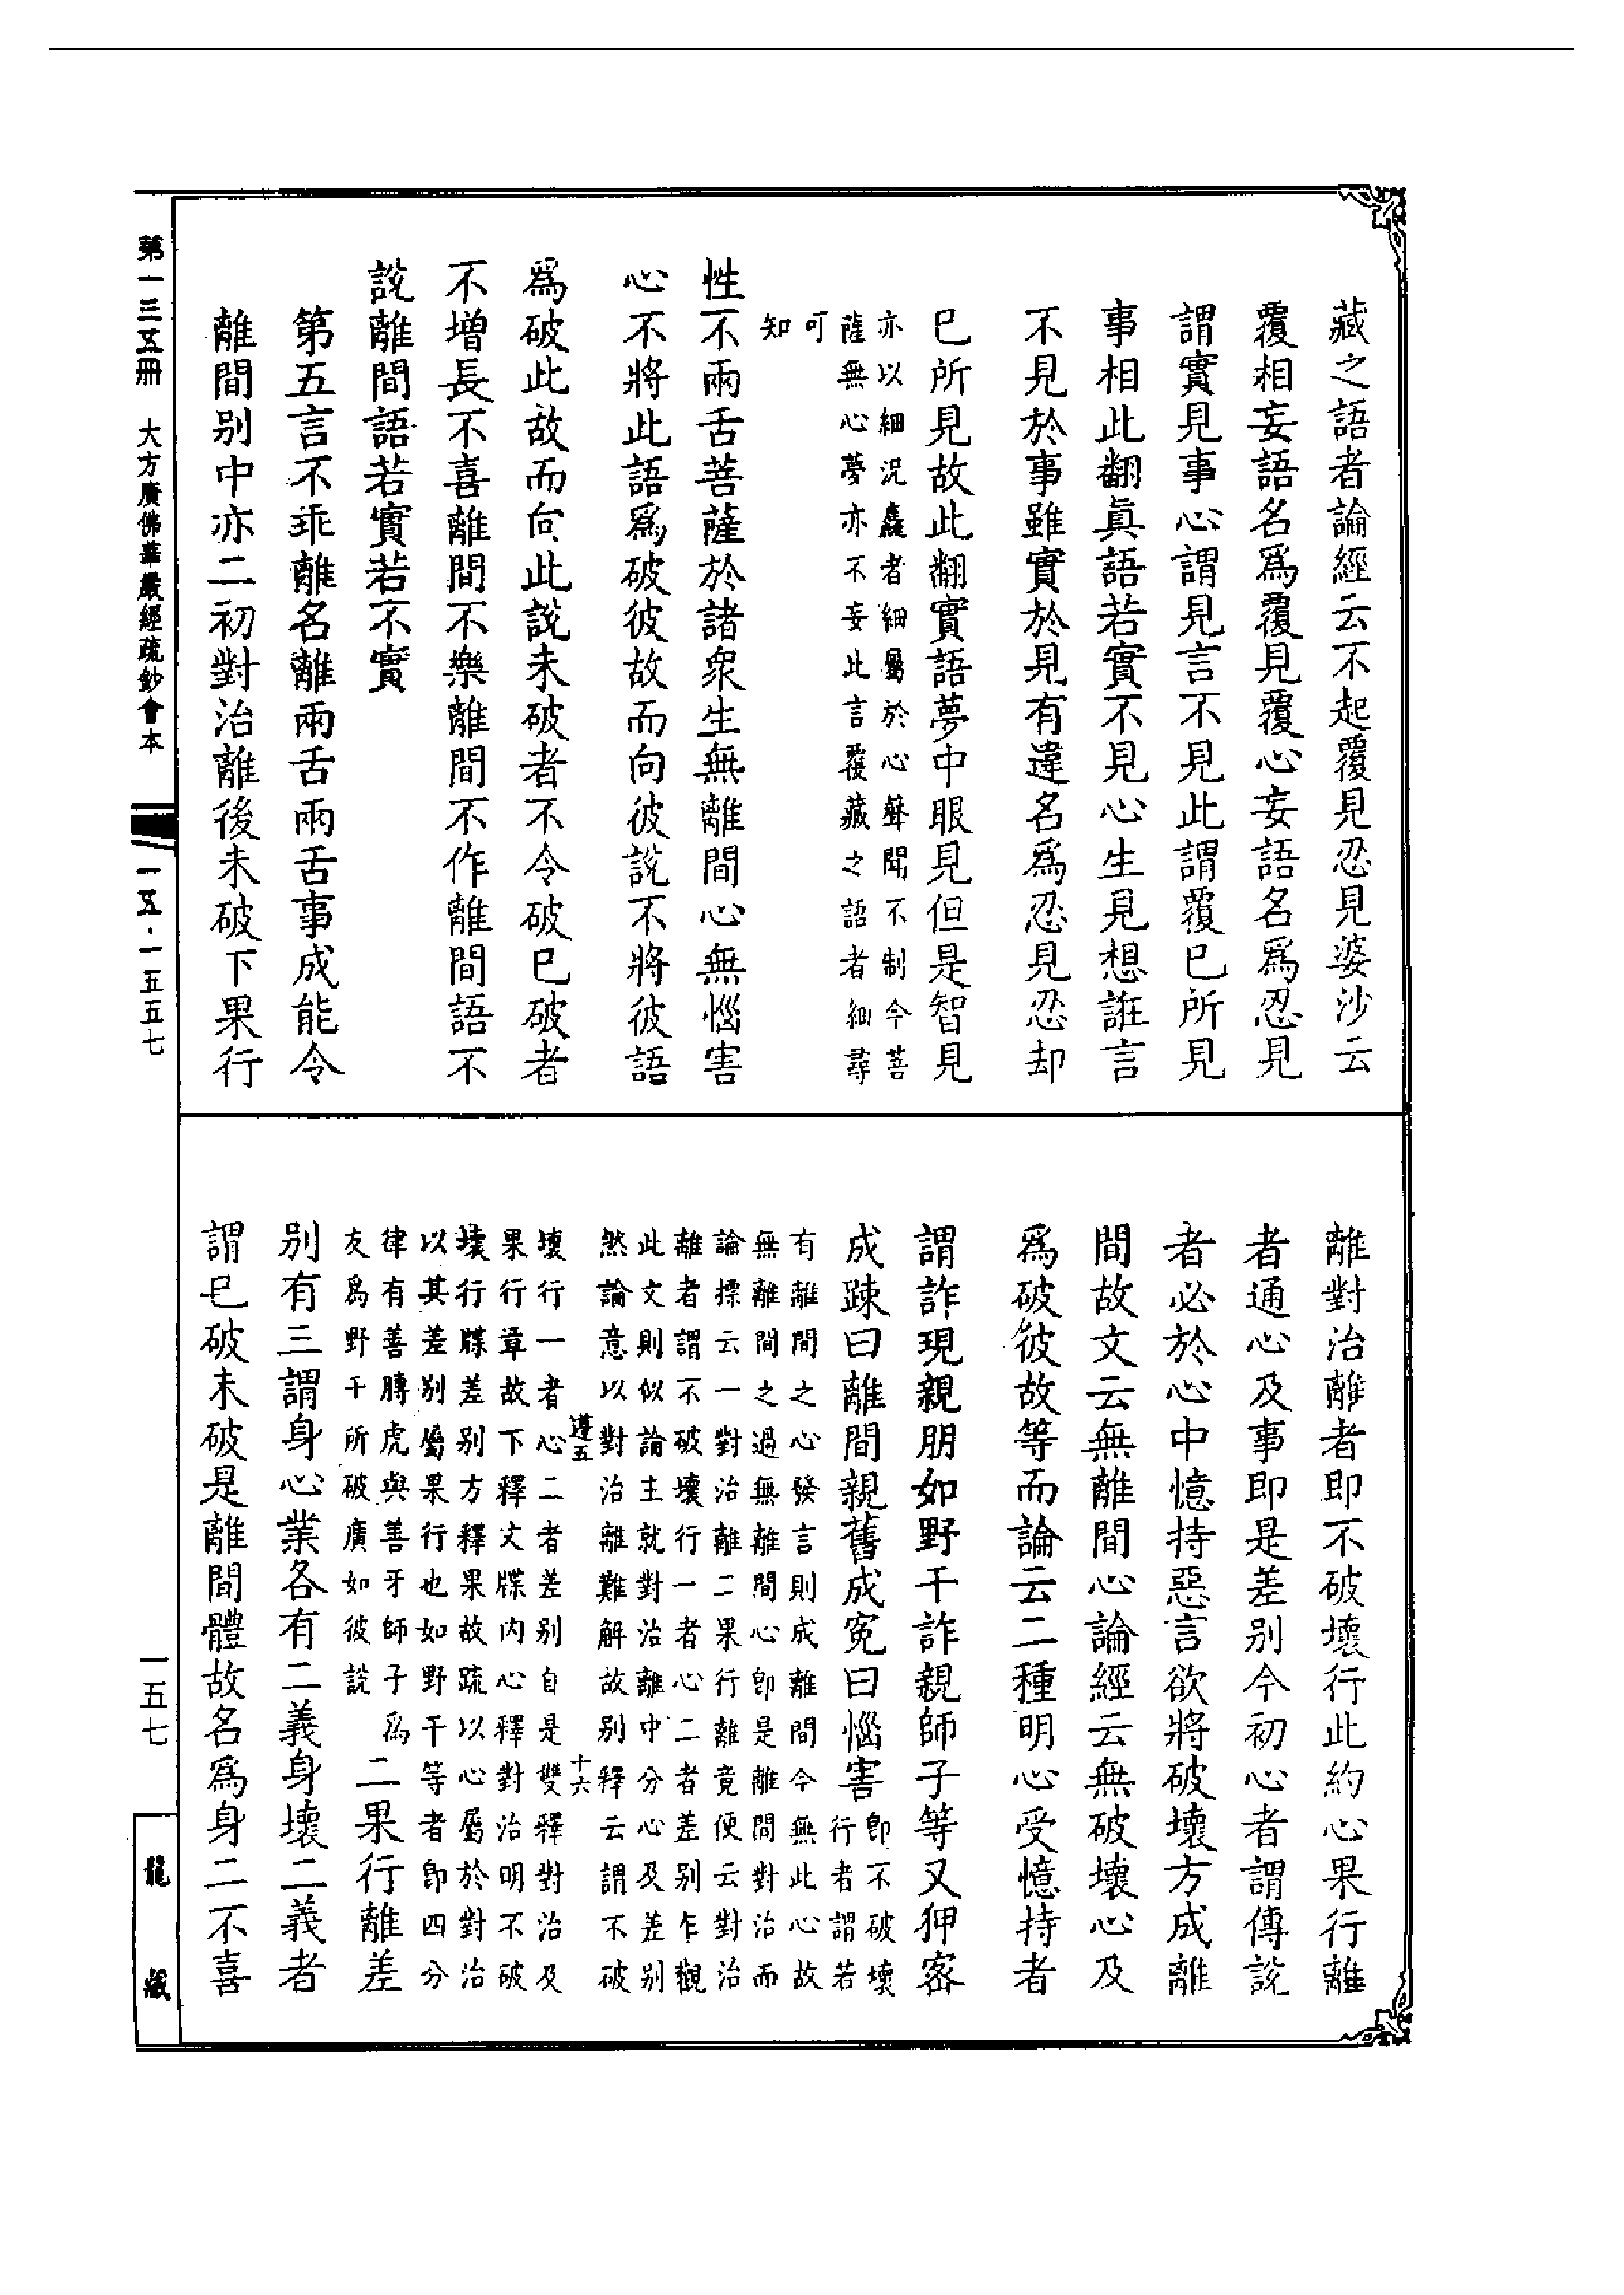 藏之語者論經云不起覆見忍見婆沙云
覆相妄語名爲覆見覆心妄語名爲忍見
謂實見事心謂見言不見此謂覆已所見
事相此翻眞語若實不見心生見想誑言
不見於事雖實於見有違名爲忍見忍却
已所見故此翻實語夢中眼見但是智見
亦以細況麤者細屬於心聲聞不制今菩
薩無心夢亦不妄此言覆藏之語者細尋
可
知
性不兩舌菩薩於諸衆生無離間心無惱害
心不將此語爲破彼故而向彼說不將彼語
爲破此故而向此說未破者不令破已破者
不增長不喜離間不樂離間不作離間語不
說離間語若實若不實
第五言不乖離名離兩舌兩舌事成能令
離間別中亦二初對治離後未破下果行
離對治離者即不破壞行此約心果行離
者通心及事即是差別今初心者謂傳說
者必於心中憶持惡言欲將破壞方成離
間故文云無離間心論經云無破壞心及
爲破彼故等而論云二種明心受憶持者
謂詐現親朋如野干詐親師子等又狎密
成疎曰離間親舊成寃曰惱害
即不破壞
行者謂若
有離間之心發言則成離間今無此心故
無離間之過無離間心即是離間對治而
論標云一對治離二果行離竟便云對治
離者謂不破壞行一者心二者差別乍觀
此文則似論主就對治離中分心及差別
然論意以對治離難解故別釋云謂不破
遵五
十六
壞行一者心二者差別自是雙釋對治及
果行章故下釋文牒內心釋對治明不破
壞行牒差別方釋果故疏以心屬於對治
以其差別屬果行也如野干等者即四分
律有善膊虎與善牙師子爲
友爲野干所破廣如彼說
二果行離差
別有三謂身心業各有二義身壞二義者
謂已破未破是離間體故名爲身二不喜
第一三五冊
大方廣佛華嚴經疏鈔會本
一五·一五五七
一五七
龍藏